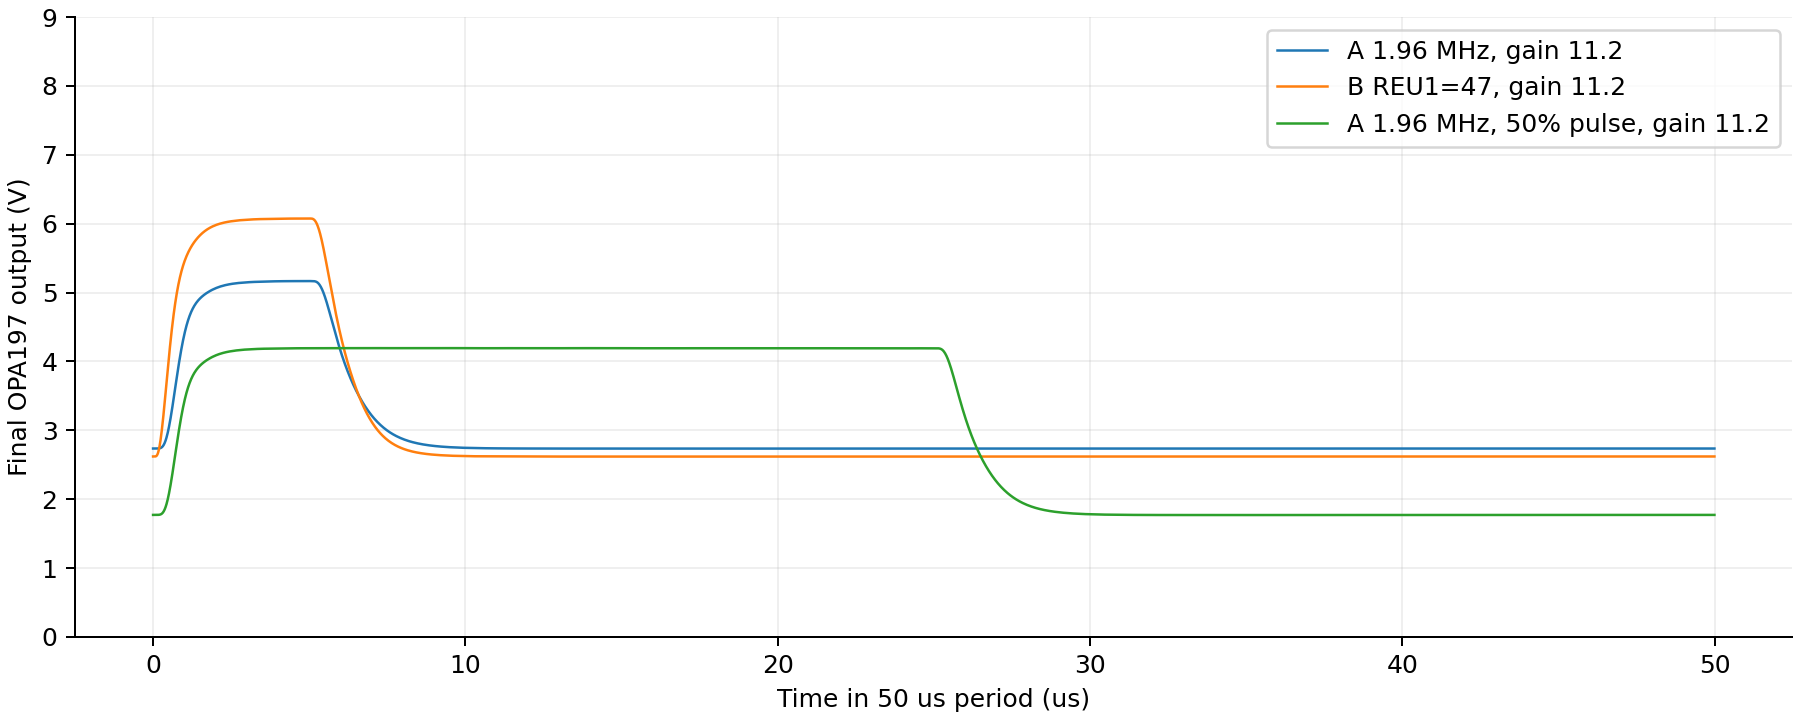 9
8
7
6
5
4
3
2
1
0
Final OPA197 output (V)
A 1.96 MHz, gain 11.2
B REU1=47, gain 11.2
A 1.96 MHz, 50% pulse, gain 11.2
0 10 20 30 40 50
Time in 50 us period (us)